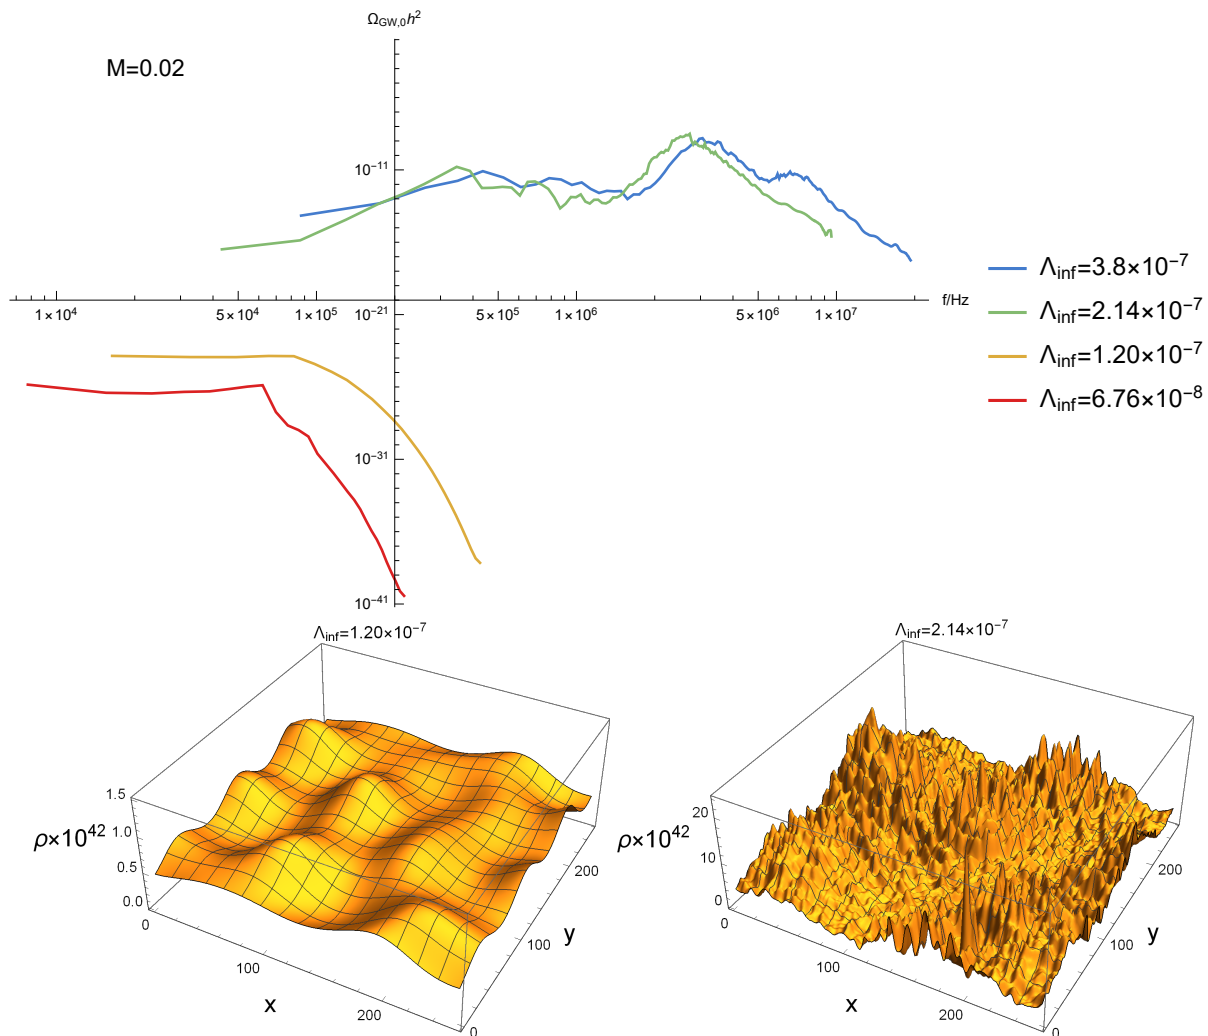 Ω_GW,0 h²
M=0.02
10⁻¹¹
f/Hz
1×10⁴ 5×10⁴ 1×10⁵ 10⁻²¹ 5×10⁵ 1×10⁶ 5×10⁶ 1×10⁷
Λ_inf=3.8×10⁻⁷
Λ_inf=2.14×10⁻⁷
Λ_inf=1.20×10⁻⁷
Λ_inf=6.76×10⁻⁸
10⁻³¹
10⁻⁴¹
Λ_inf=1.20×10⁻⁷
1.5
1.0
ρ×10⁴²
0.5
0.0
0
100
200
x
0
100
200
y
Λ_inf=2.14×10⁻⁷
20
ρ×10⁴²
10
0
0
100
200
x
0
100
200
y